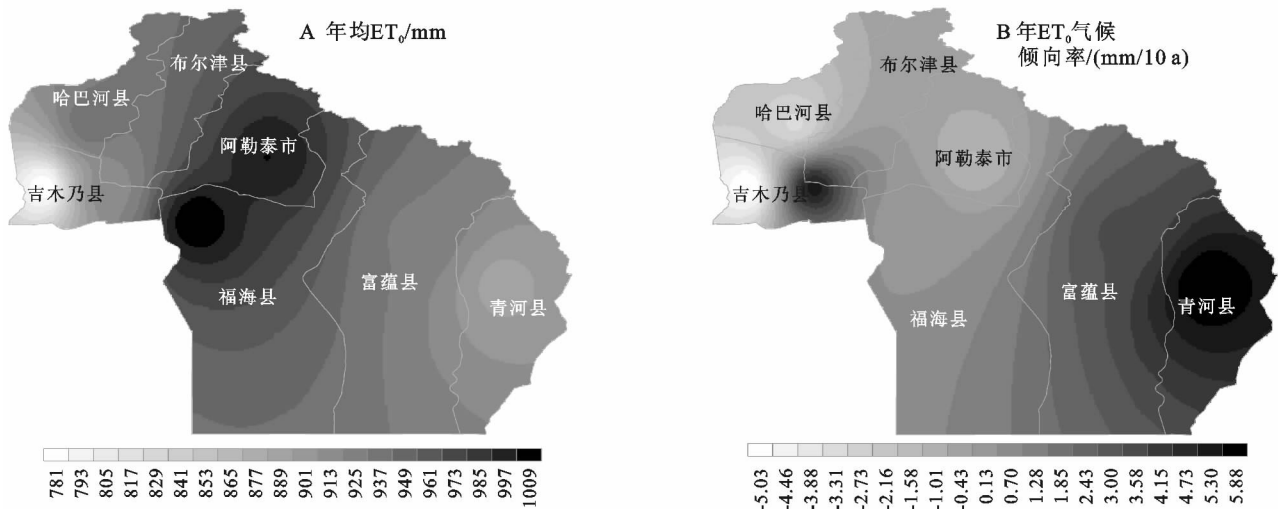 A 年均ET₀/mm
布尔津县
哈巴河县
阿勒泰市
吉木乃县
福海县
富蕴县
青河县
781 793 805 817 829 841 853 865 877 889 901 913 925 937 949 961 973 985 997 1009
B 年ET₀气候
倾向率/(mm/10 a)
布尔津县
哈巴河县
阿勒泰市
吉木乃县
富蕴县
青河县
福海县
-5.03 -4.46 -3.88 -3.31 -2.73 -2.16 -1.58 -1.01 -0.43 0.13 0.70 1.28 1.85 2.43 3.00 3.58 4.15 4.73 5.30 5.88